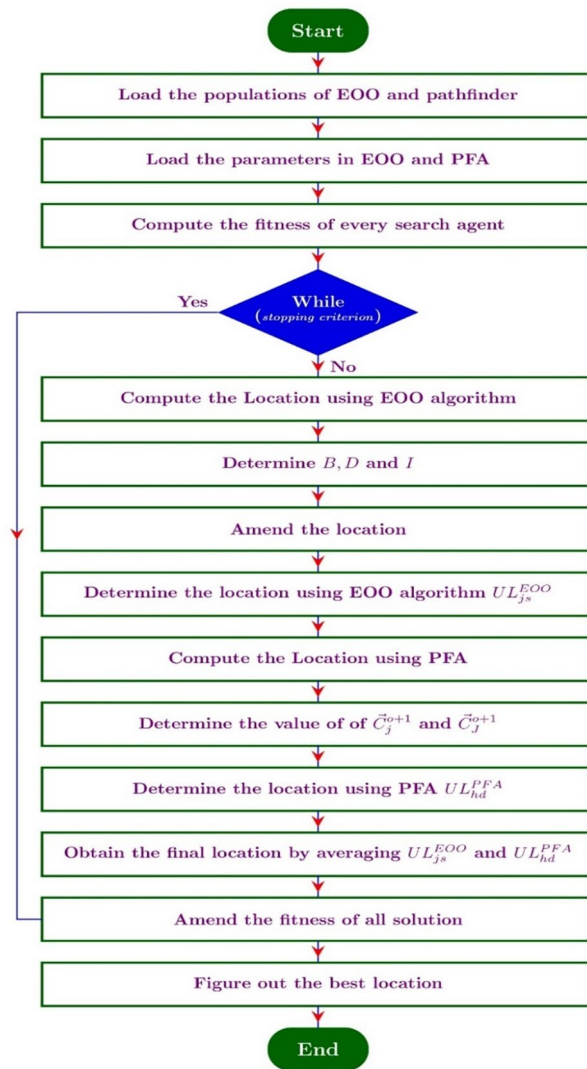 Start
Load the populations of EOO and pathfinder
Load the parameters in EOO and PFA
Compute the fitness of every search agent
Yes
While
(stopping criterion)
No
Compute the Location using EOO algorithm
Determine B, D and I
Amend the location
Determine the location using EOO algorithm $UL_{js}^{EOO}$
Compute the Location using PFA
Determine the value of of $\vec{C}_{j}^{o+1}$ and $\vec{C}_{J}^{o+1}$
Determine the location using PFA $UL_{hd}^{PFA}$
Obtain the final location by averaging $UL_{js}^{EOO}$ and $UL_{hd}^{PFA}$
Amend the fitness of all solution
Figure out the best location
End